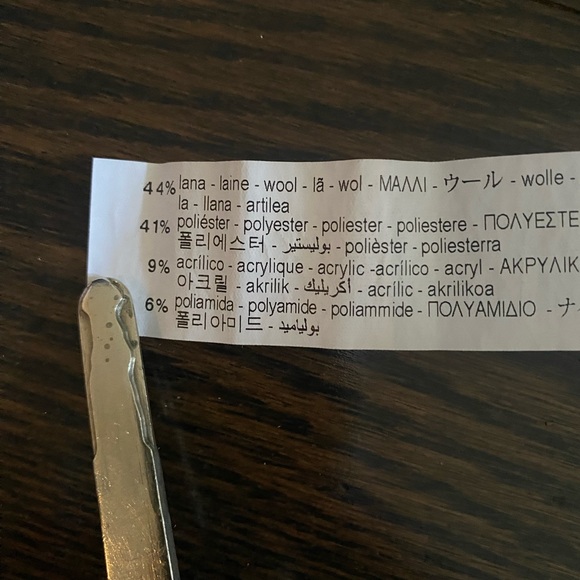 44% lana - laine - wool - lã - wol - ΜΑΛΛΙ - ウール - wolle -
la - llana - artilea
41% poliéster - polyester - poliester - poliestere - ΠΟΛΥΕΣΤΕ
폴리에스터 - بوليستير - polièster - poliesterra
9% acrílico - acrylique - acrylic -acrílico - acryl - ΑΚΡΥΛΙΚ
아크릴 - akrilik - أكريليك - acrílic - akrilikoa
6% poliamida - polyamide - poliammide - ΠΟΛΥΑΜΙΔΙΟ - ナ
폴리아미드 - بولياميد